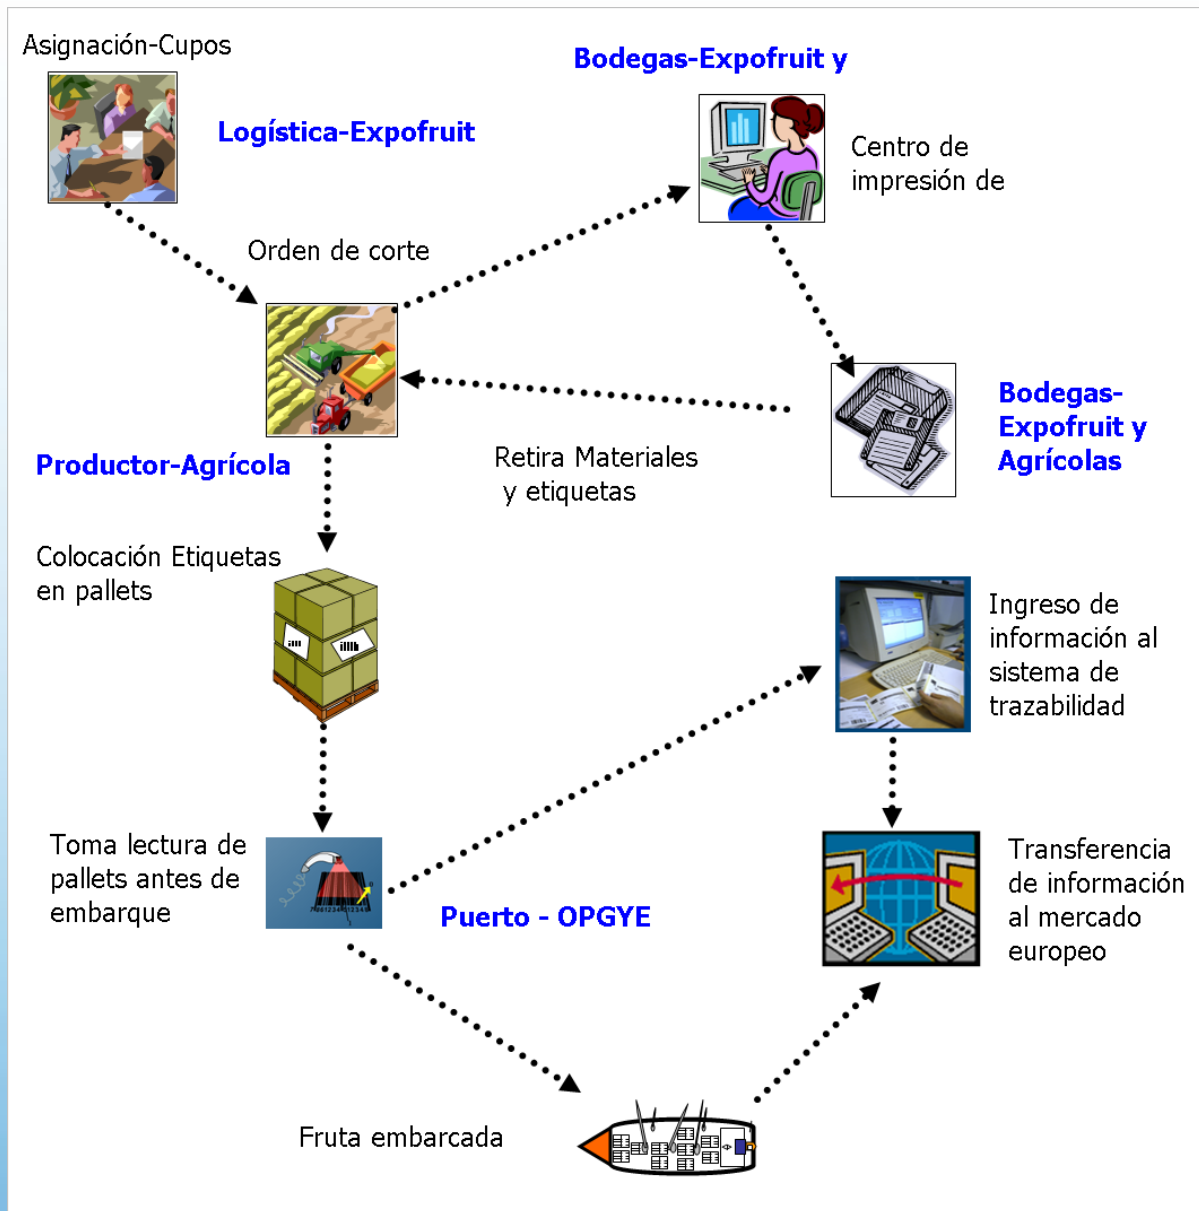 Asignación-Cupos
Logística-Expofruit
Bodegas-Expofruit y
Centro de
impresión de
Orden de corte
Productor-Agrícola
Retira Materiales
y etiquetas
Bodegas-
Expofruit y
Agrícolas
Colocación Etiquetas
en pallets
Ingreso de
información al
sistema de
trazabilidad
Toma lectura de
pallets antes de
embarque
Puerto - OPGYE
Transferencia
de información
al mercado
europeo
Fruta embarcada